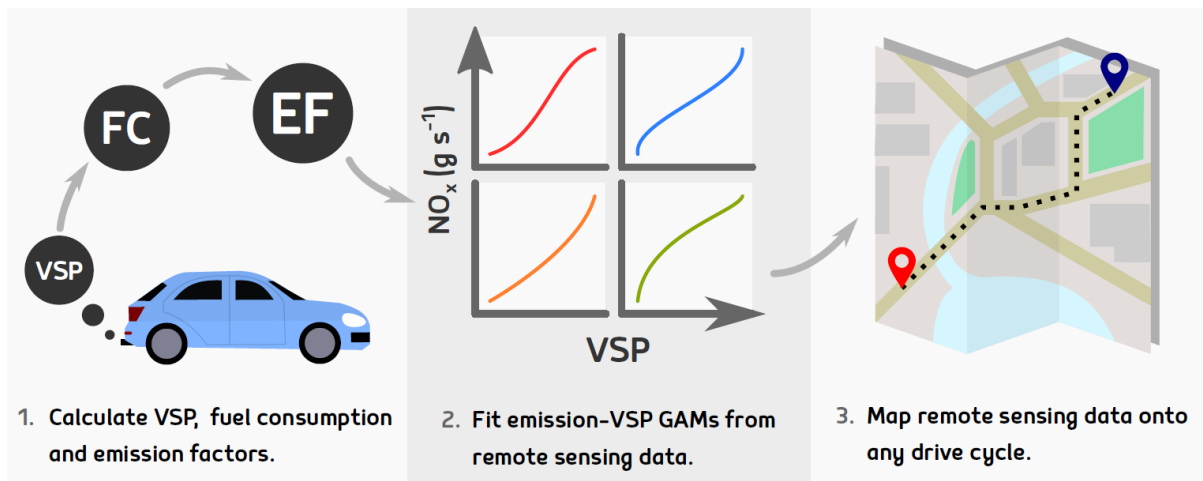 VSP
FC
EF
NOₓ (g s⁻¹)
VSP
1. Calculate VSP, fuel consumption
and emission factors.
2. Fit emission-VSP GAMs from
remote sensing data.
3. Map remote sensing data onto
any drive cycle.